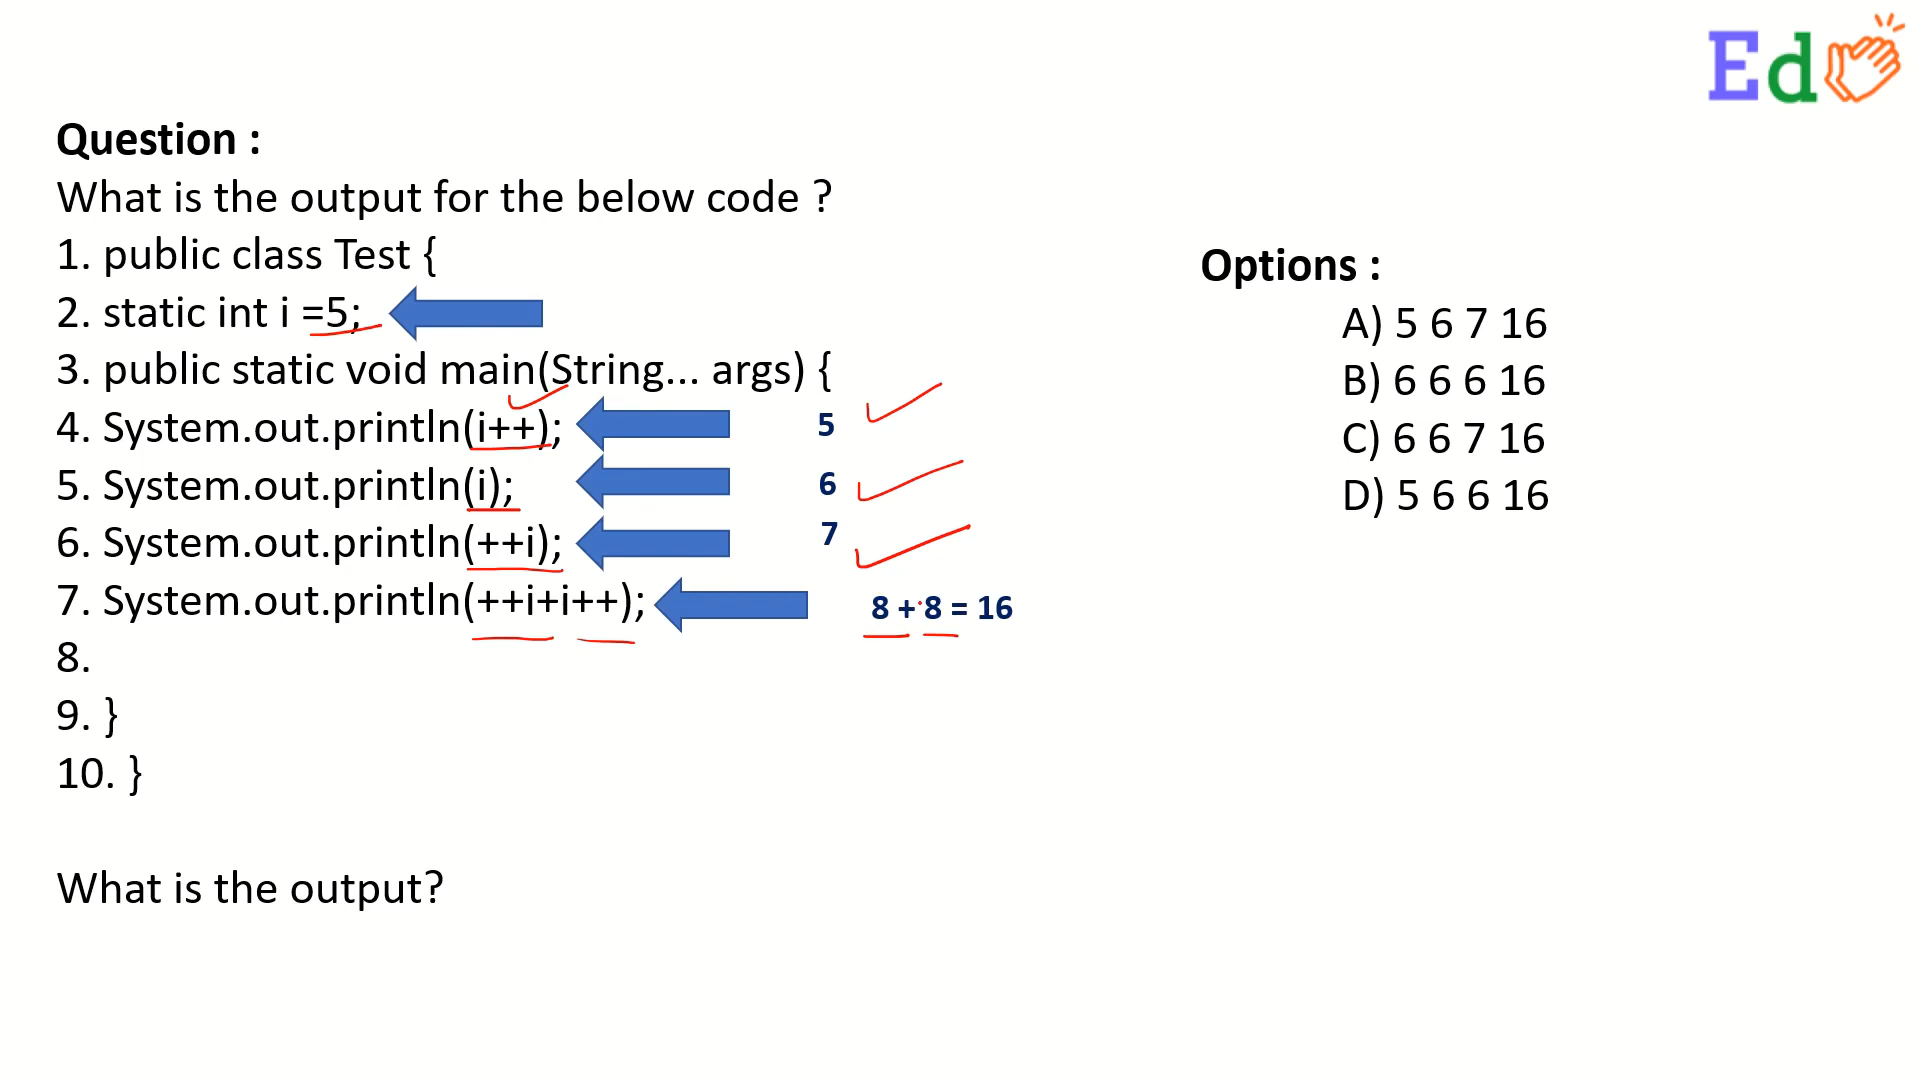 Ed
Question :
What is the output for the below code ?
1. public class Test {
2. static int i =5;
3. public static void main(String... args) {
4. System.out.println(i++);
5
5. System.out.println(i);
6
6. System.out.println(++i);
7
7. System.out.println(++i+i++);
8 + 8 = 16
8.
9. }
10. }
What is the output?
Options :
A) 5 6 7 16
B) 6 6 6 16
C) 6 6 7 16
D) 5 6 6 16